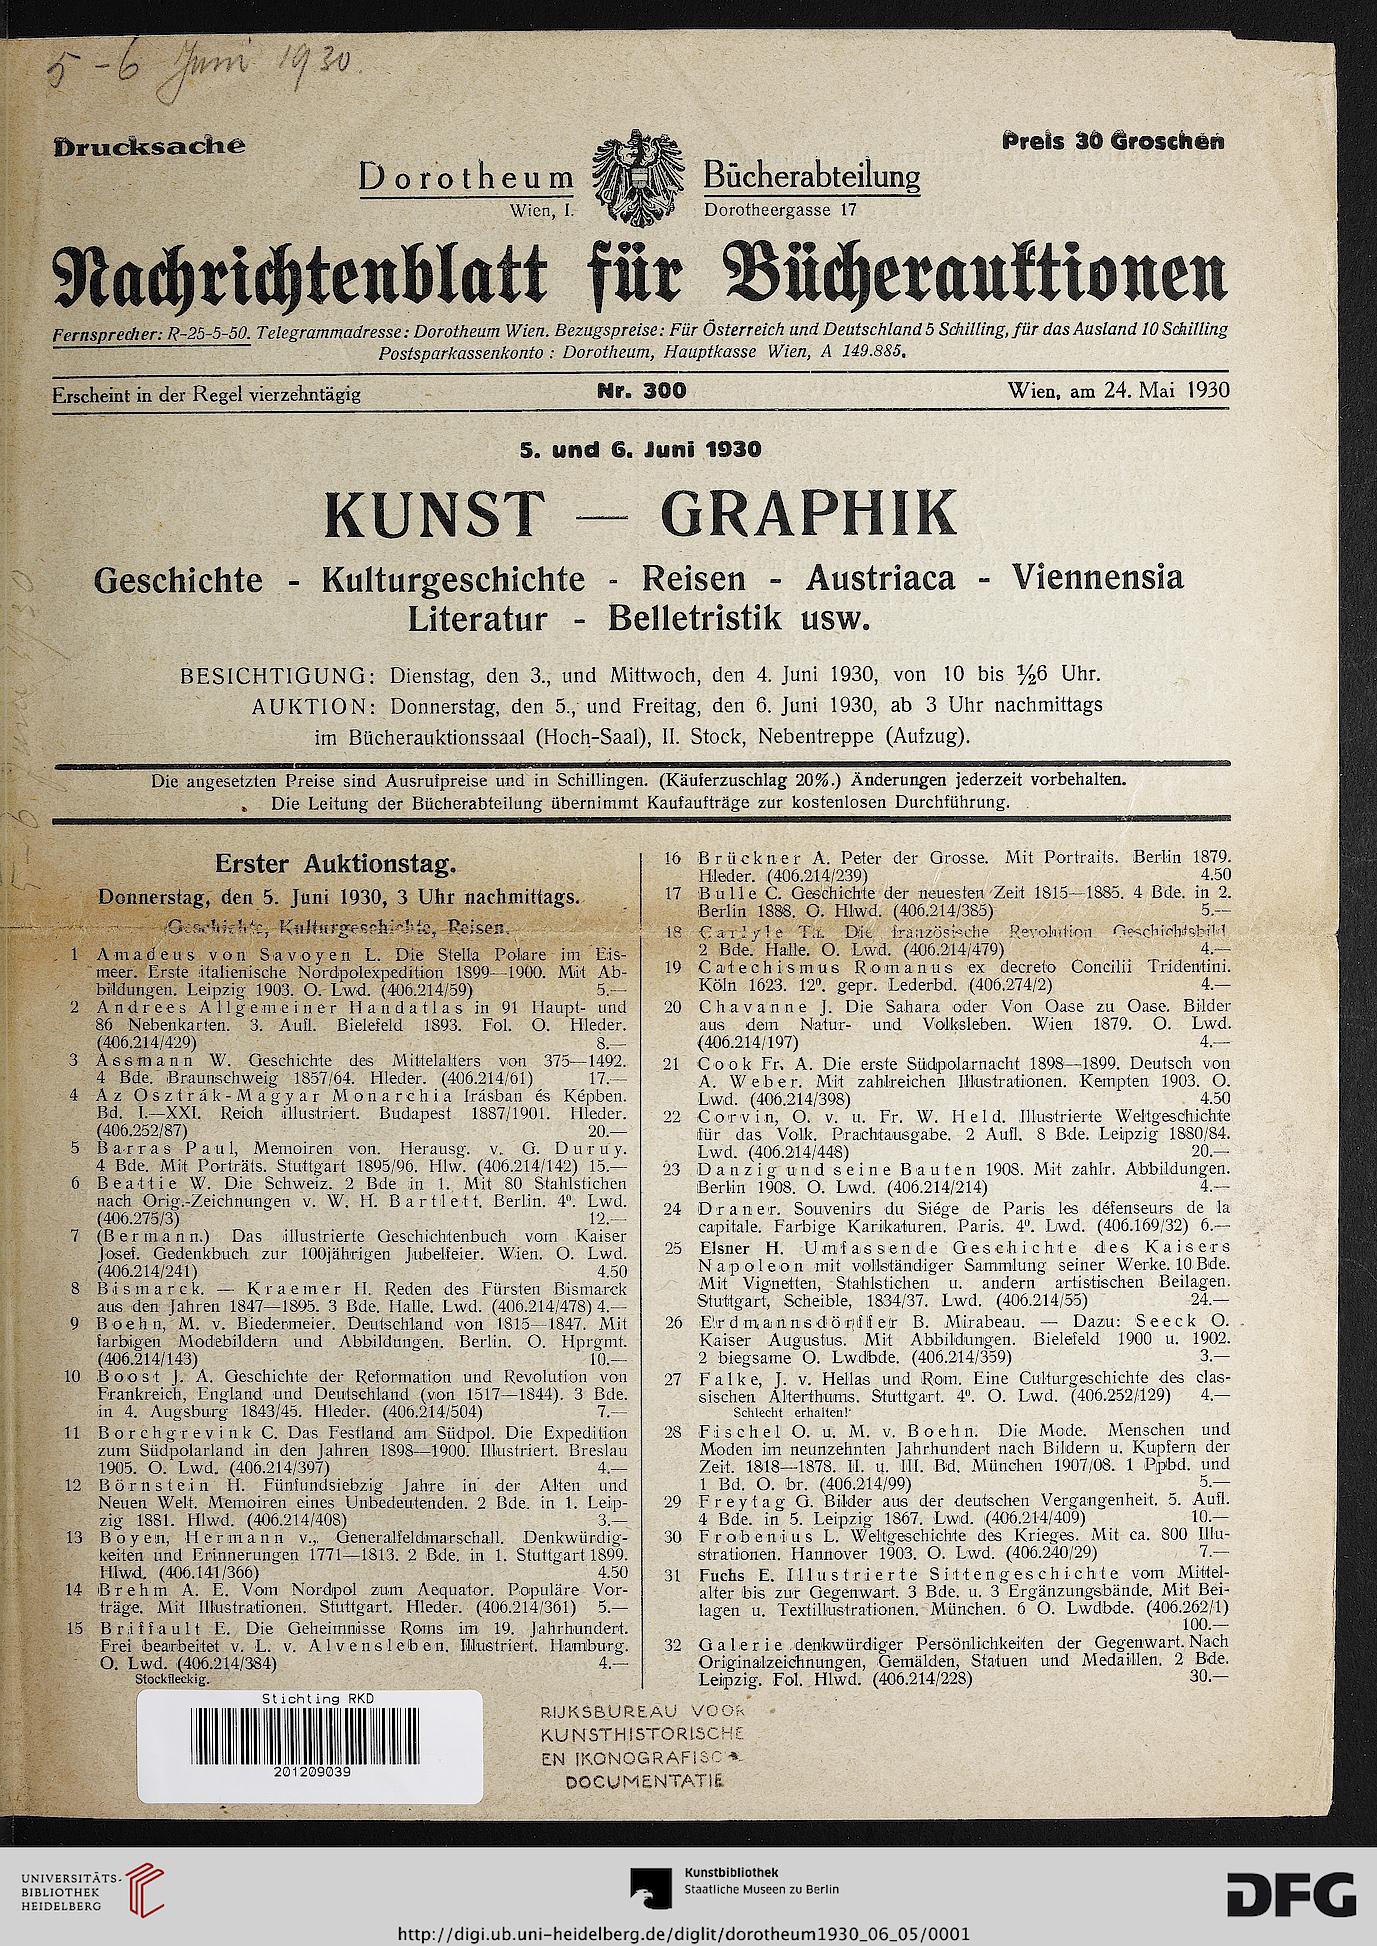 5-6 Juni 1930.
Drucksache
Preis 30 Groschen
Dorotheum Bücherabteilung
Wien, I. Dorotheergasse 17
Nachrichtenblatt für Bücherauktionen
Fernsprecher: R-25-5-50. Telegrammadresse: Dorotheum Wien. Bezugspreise: Für Österreich und Deutschland 5 Schilling, für das Ausland 10 Schilling
Postsparkassenkonto : Dorotheum, Hauptkasse Wien, A 149.885.
Erscheint in der Regel vierzehntägig Nr. 300 Wien, am 24. Mai 1930
5. und 6. Juni 1930
KUNST — GRAPHIK
Geschichte - Kulturgeschichte - Reisen - Austriaca - Viennensia
Literatur - Belletristik usw.
BESICHTIGUNG: Dienstag, den 3., und Mittwoch, den 4. Juni 1930, von 10 bis ½6 Uhr.
AUKTION: Donnerstag, den 5., und Freitag, den 6. Juni 1930, ab 3 Uhr nachmittags
im Bücherauktionssaal (Hoch-Saal), II. Stock, Nebentreppe (Aufzug).
Die angesetzten Preise sind Ausrufpreise und in Schillingen. (Käuferzuschlag 20%.) Änderungen jederzeit vorbehalten.
Die Leitung der Bücherabteilung übernimmt Kaufaufträge zur kostenlosen Durchführung.
Erster Auktionstag.
Donnerstag, den 5. Juni 1930, 3 Uhr nachmittags.
Geschichte, Kulturgeschichte, Reisen.
1 Amadeus von Savoyen L. Die Stella Polare im Eis-
meer. Erste italienische Nordpolexpedition 1899—1900. Mit Ab-
bildungen. Leipzig 1903. O. Lwd. (406.214/59) 5.—
2 Andrees Allgemeiner Handatlas in 91 Haupt- und
86 Nebenkarten. 3. Aufl. Bielefeld 1893. Fol. O. Hleder.
(406.214/429) 8.—
3 Assmann W. Geschichte des Mittelalters von 375—1492.
4 Bde. Braunschweig 1857/64. Hleder. (406.214/61) 17.—
4 Az Osztrák-Magyar Monarchia Irásban és Képben.
Bd. I.—XXI. Reich illustriert. Budapest 1887/1901. Hleder.
(406.252/87) 20.—
5 Barras Paul, Memoiren von. Herausg. v. G. Duruy.
4 Bde. Mit Porträts. Stuttgart 1895/96. Hlw. (406.214/142) 15.—
6 Beattie W. Die Schweiz. 2 Bde in 1. Mit 80 Stahlstichen
nach Orig.-Zeichnungen v. W. H. Bartlett. Berlin. 4⁰. Lwd.
(406.275/3) 12.—
7 (Bermann.) Das illustrierte Geschichtenbuch vom Kaiser
Josef. Gedenkbuch zur 100jährigen Jubelfeier. Wien. O. Lwd.
(406.214/241) 4.50
8 Bismarck. — Kraemer H. Reden des Fürsten Bismarck
aus den Jahren 1847—1895. 3 Bde. Halle. Lwd. (406.214/478) 4.—
9 Boehn, M. v. Biedermeier. Deutschland von 1815—1847. Mit
farbigen Modebildern und Abbildungen. Berlin. O. Hprgmt.
(406.214/143) 10.—
10 Boost J. A. Geschichte der Reformation und Revolution von
Frankreich, England und Deutschland (von 1517—1844). 3 Bde.
in 4. Augsburg 1843/45. Hleder. (406.214/504) 7.—
11 Borchgrevink C. Das Festland am Südpol. Die Expedition
zum Südpolarland in den Jahren 1898—1900. Illustriert. Breslau
1905. O. Lwd. (406.214/397) 4.—
12 Börnstein H. Fünfundsiebzig Jahre in der Alten und
Neuen Welt. Memoiren eines Unbedeutenden. 2 Bde. in 1. Leip-
zig 1881. Hlwd. (406.214/408) 3.—
13 Boyen, Hermann v., Generalfeldmarschall. Denkwürdig-
keiten und Erinnerungen 1771—1813. 2 Bde. in 1. Stuttgart 1899.
Hlwd. (406.141/366) 4.50
14 Brehm A. E. Vom Nordpol zum Aequator. Populäre Vor-
träge. Mit Illustrationen. Stuttgart. Hleder. (406.214/361) 5.—
15 Briffault E. Die Geheimnisse Roms im 19. Jahrhundert.
Frei bearbeitet v. L. v. Alvensleben. Illustriert. Hamburg.
O. Lwd. (406.214/384) 4.—
Stockfleckig.
16 Brückner A. Peter der Grosse. Mit Portraits. Berlin 1879.
Hleder. (406.214/239) 4.50
17 Bulle C. Geschichte der neuesten Zeit 1815—1885. 4 Bde. in 2.
Berlin 1888. O. Hlwd. (406.214/385) 5.—
18 Carlyle Th. Die französische Revolution Geschichtsbild
2 Bde. Halle. O. Lwd. (406.214/479) 4.—
19 Catechismus Romanus ex decreto Concilii Tridentini.
Köln 1623. 12⁰. gepr. Lederbd. (406.274/2) 4.—
20 Chavanne J. Die Sahara oder Von Oase zu Oase. Bilder
aus dem Natur- und Volksleben. Wien 1879. O. Lwd.
(406.214/197) 4.—
21 Cook Fr. A. Die erste Südpolarnacht 1898—1899. Deutsch von
A. Weber. Mit zahlreichen Illustrationen. Kempten 1903. O.
Lwd. (406.214/398) 4.50
22 Corvin, O. v. u. Fr. W. Held. Illustrierte Weltgeschichte
für das Volk. Prachtausgabe. 2 Aufl. 8 Bde. Leipzig 1880/84.
Lwd. (406.214/448) 20.—
23 Danzig und seine Bauten 1908. Mit zahlr. Abbildungen.
Berlin 1908. O. Lwd. (406.214/214) 4.—
24 Draner. Souvenirs du Siége de Paris les défenseurs de la
capitale. Farbige Karikaturen. Paris. 4⁰. Lwd. (406.169/32) 6.—
25 Elsner H. Umfassende Geschichte des Kaisers
Napoleon mit vollständiger Sammlung seiner Werke. 10 Bde.
Mit Vignetten, Stahlstichen u. andern artistischen Beilagen.
Stuttgart, Scheible, 1834/37. Lwd. (406.214/55) 24.—
26 Erdmannsdörffer B. Mirabeau. — Dazu: Seeck O.
Kaiser Augustus. Mit Abbildungen. Bielefeld 1900 u. 1902.
2 biegsame O. Lwdbde. (406.214/359) 3.—
27 Falke, J. v. Hellas und Rom. Eine Culturgeschichte des clas-
sischen Alterthums. Stuttgart. 4⁰. O. Lwd. (406.252/129) 4.—
Schlecht erhalten!
28 Fischel O. u. M. v. Boehn. Die Mode. Menschen und
Moden im neunzehnten Jahrhundert nach Bildern u. Kupfern der
Zeit. 1818—1878. II. u. III. Bd. München 1907/08. 1 Ppbd. und
1 Bd. O. br. (406.214/99) 5.—
29 Freytag G. Bilder aus der deutschen Vergangenheit. 5. Aufl.
4 Bde. in 5. Leipzig 1867. Lwd. (406.214/409) 10.—
30 Frobenius L. Weltgeschichte des Krieges. Mit ca. 800 Illu-
strationen. Hannover 1903. O. Lwd. (406.240/29) 7.—
31 Fuchs E. Illustrierte Sittengeschichte vom Mittel-
alter bis zur Gegenwart. 3 Bde. u. 3 Ergänzungsbände. Mit Bei-
lagen u. Textillustrationen. München. 6 O. Lwdbde. (406.262/1)
100.—
32 Galerie denkwürdiger Persönlichkeiten der Gegenwart. Nach
Originalzeichnungen, Gemälden, Statuen und Medaillen. 2 Bde.
Leipzig. Fol. Hlwd. (406.214/228) 30.—
Stichting RKD
201209039
RIJKSBUREAU VOOR
KUNSTHISTORISCHE
EN IKONOGRAFISC
DOCUMENTATIE
UNIVERSITÄTS-
BIBLIOTHEK
HEIDELBERG
Kunstbibliothek
Staatliche Museen zu Berlin
DFG
http://digi.ub.uni-heidelberg.de/diglit/dorotheum1930_06_05/0001